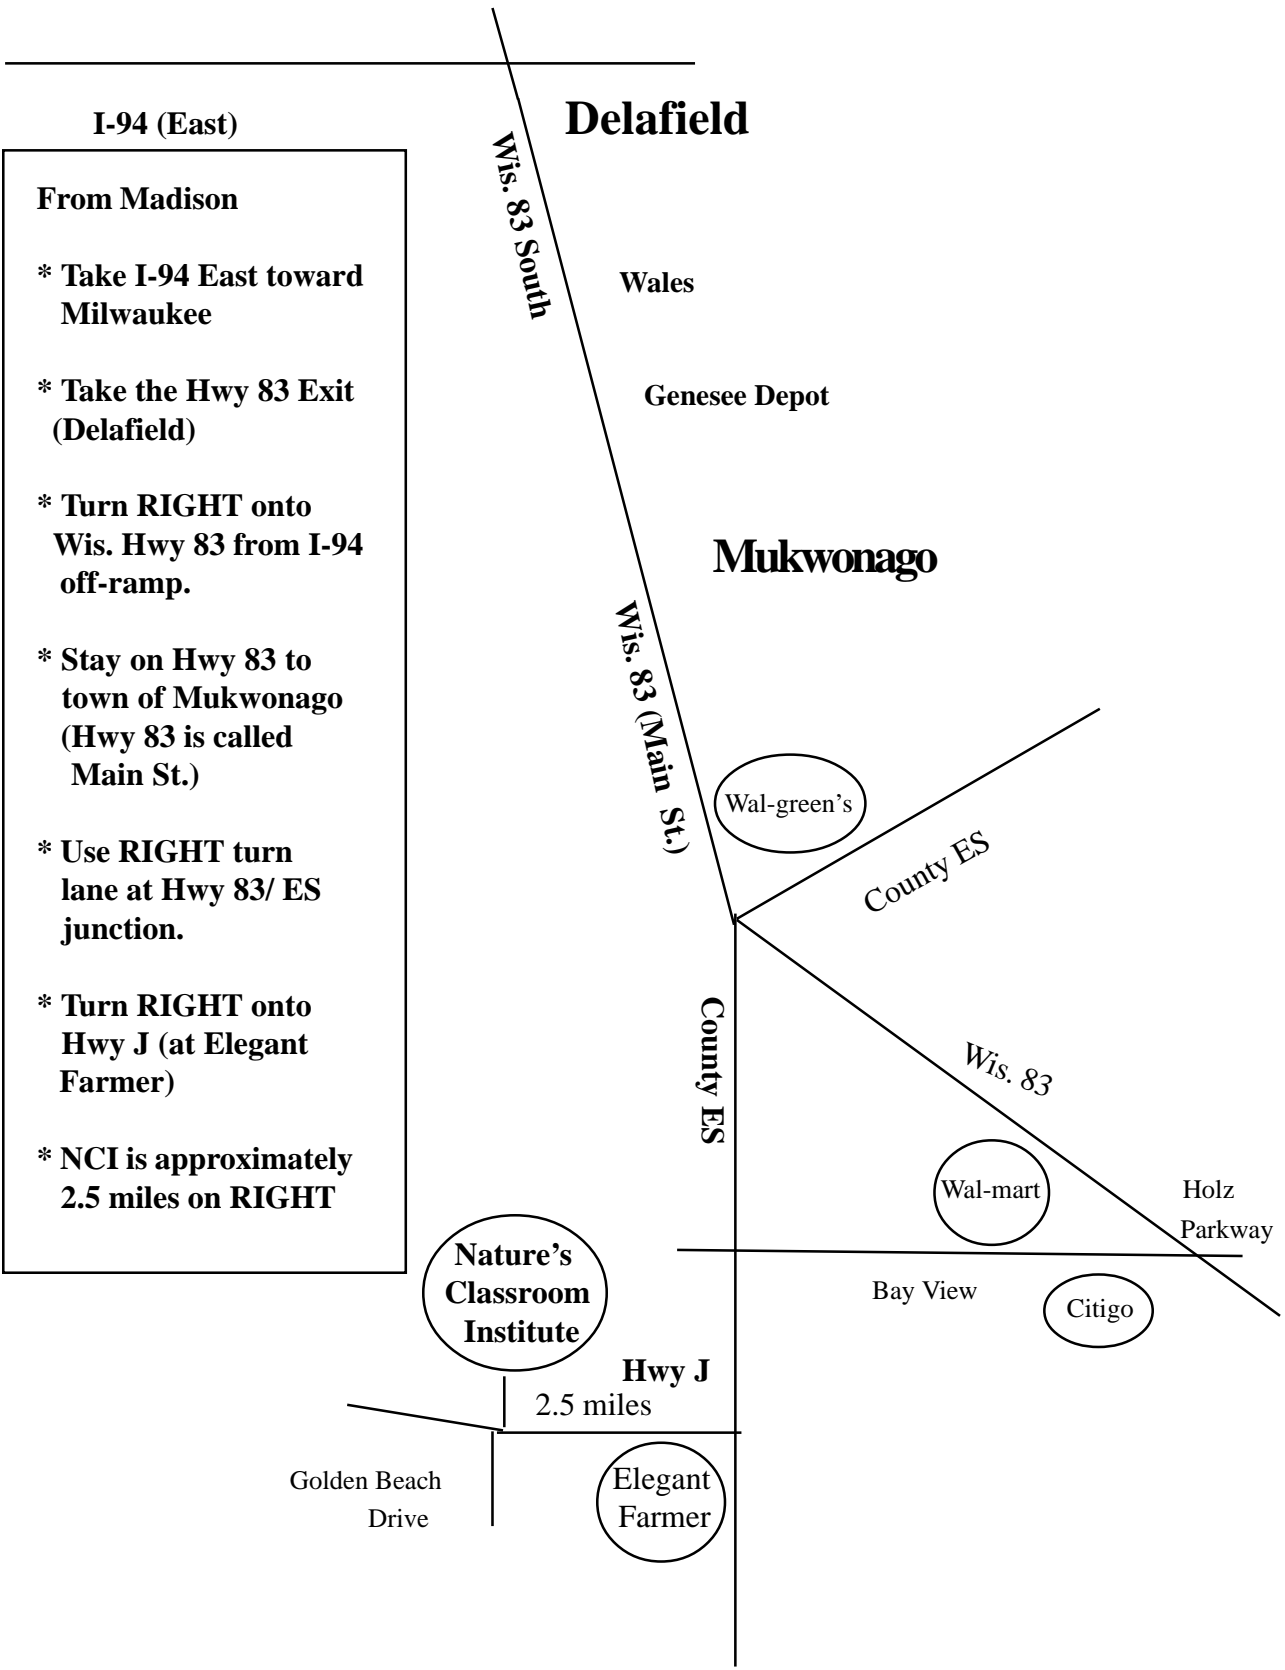 I-94 (East)
Delafield
From Madison
* Take I-94 East toward
Milwaukee
* Take the Hwy 83 Exit
(Delafield)
* Turn RIGHT onto
Wis. Hwy 83 from I-94
off-ramp.
* Stay on Hwy 83 to
town of Mukwonago
(Hwy 83 is called
Main St.)
* Use RIGHT turn
lane at Hwy 83/ ES
junction.
* Turn RIGHT onto
Hwy J (at Elegant
Farmer)
* NCI is approximately
2.5 miles on RIGHT
Wis. 83 South
Wales
Genesee Depot
Mukwonago
Wis. 83 (Main St.)
Wal-green's
County ES
County ES
Wis. 83
Wal-mart
Holz
Parkway
Bay View
Citigo
Nature's
Classroom
Institute
Hwy J
2.5 miles
Golden Beach
Drive
Elegant
Farmer